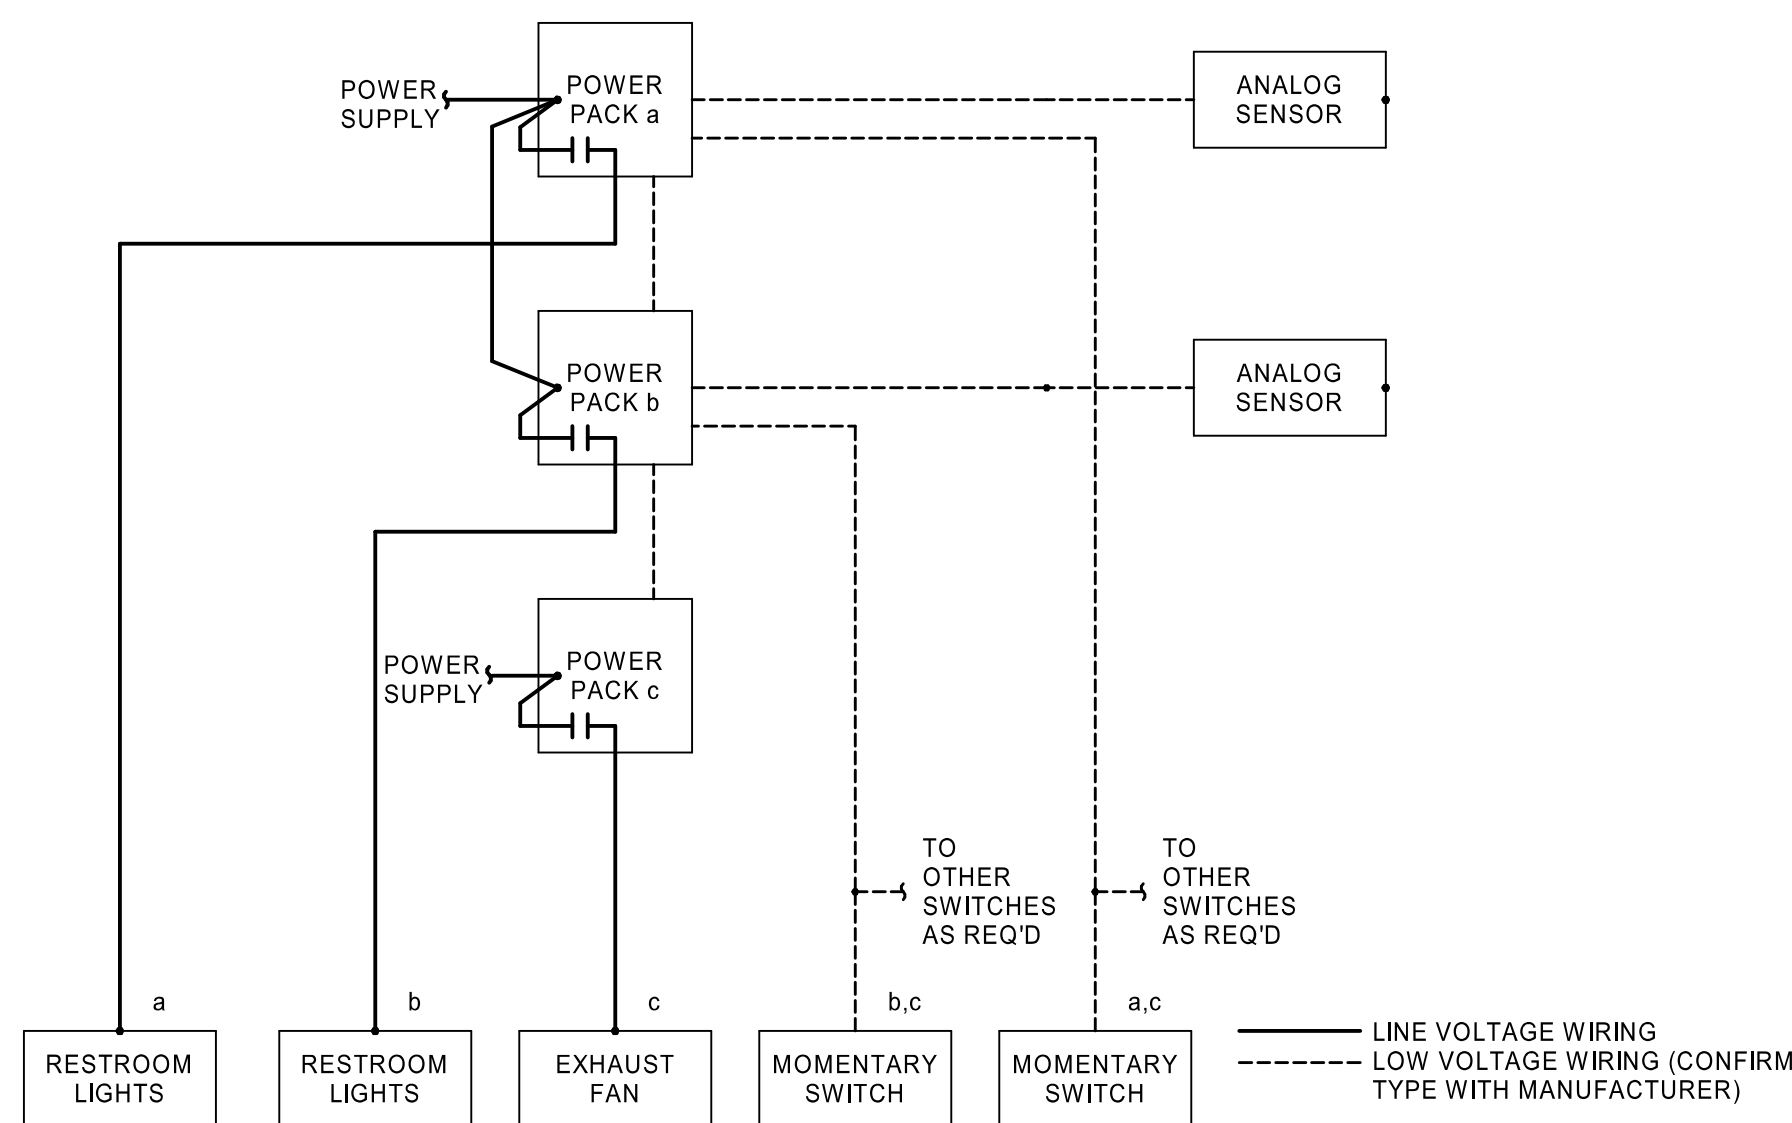 POWER
SUPPLY
POWER
PACK a
ANALOG
SENSOR
POWER
PACK b
ANALOG
SENSOR
POWER
SUPPLY
POWER
PACK c
TO
OTHER
SWITCHES
AS REQ'D
TO
OTHER
SWITCHES
AS REQ'D
a
b
c
b,c
a,c
RESTROOM
LIGHTS
RESTROOM
LIGHTS
EXHAUST
FAN
MOMENTARY
SWITCH
MOMENTARY
SWITCH
LINE VOLTAGE WIRING
LOW VOLTAGE WIRING (CONFIRM
TYPE WITH MANUFACTURER)